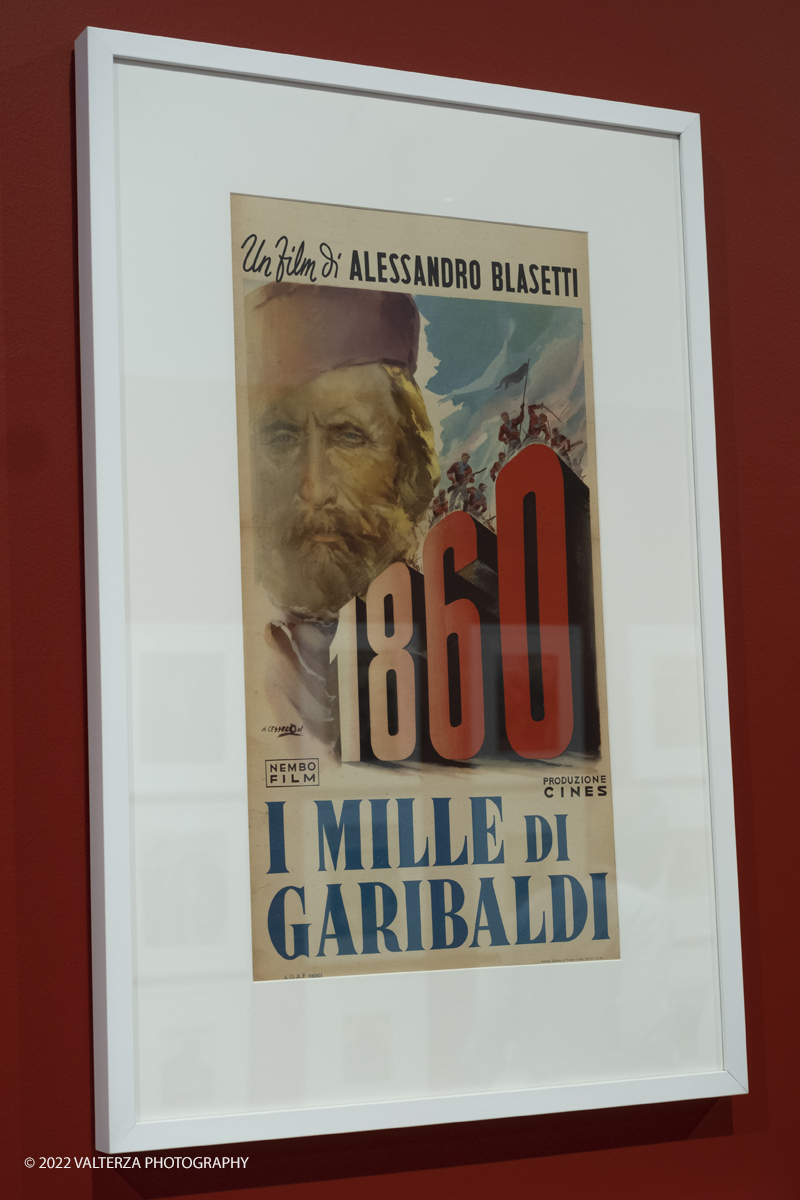 Un film di ALESSANDRO BLASETTI
1860
NEMBO
FILM
PRODUZIONE
CINES
I MILLE DI
GARIBALDI
© 2022 VALTERZA PHOTOGRAPHY